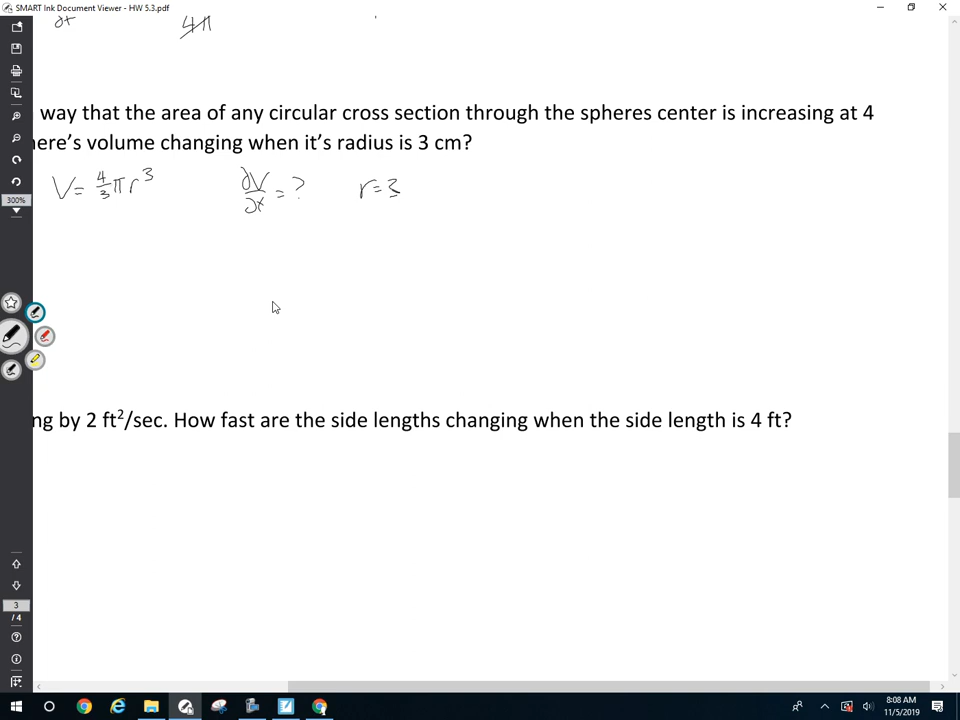 SMART Ink Document Viewer - HW 5.3.pdf
4π
way that the area of any circular cross section through the spheres center is increasing at 4
ere's volume changing when it's radius is 3 cm?
V= 4/3 πr³ ∂V/∂t = ? r=3
300%
ng by 2 ft²/sec. How fast are the side lengths changing when the side length is 4 ft?
3
/ 4
8:08 AM
11/5/2019